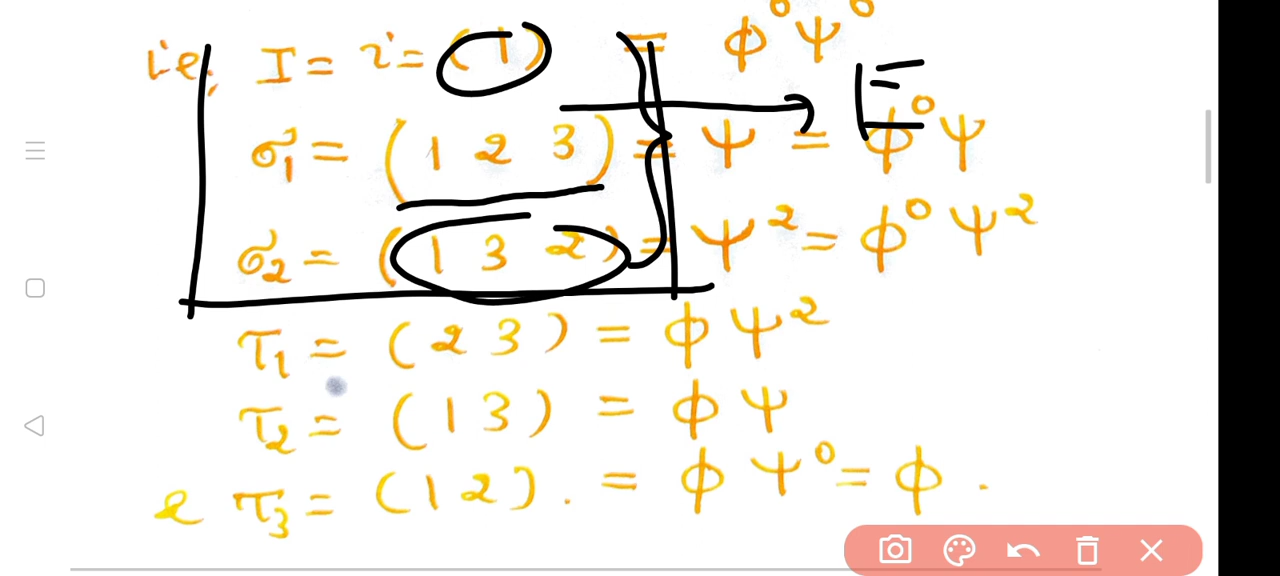 i.e, I = i = (1) = φ⁰ψ⁰
E
σ₁ = (1 2 3) = ψ = φ⁰ψ
σ₂ = (1 3 2) = ψ² = φ⁰ψ²
τ₁ = (2 3) = φψ²
τ₂ = (1 3) = φψ
& τ₃ = (1 2). = φψ⁰ = φ.